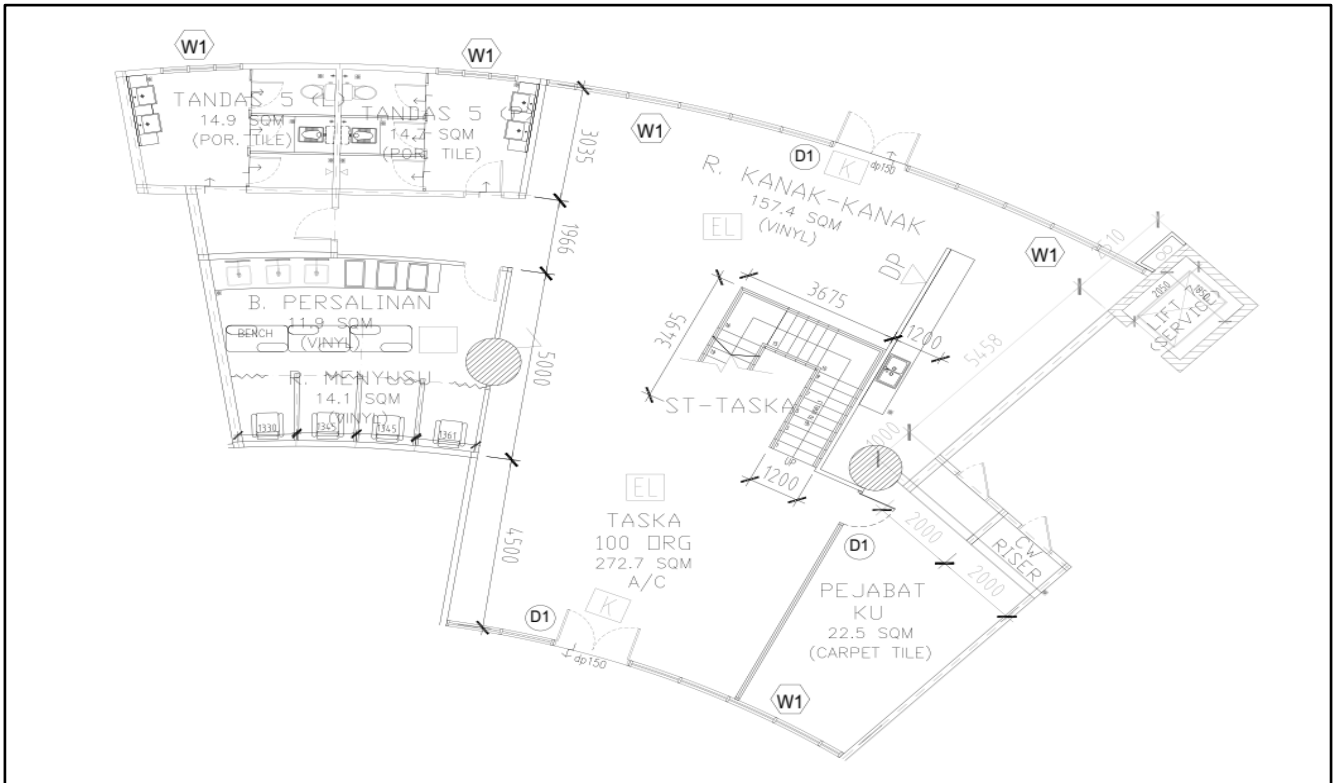 W1
W1
TANDAS 5 (L)
14.9 SQM
(POR. TILE)
TANDAS 5 (P)
14.7 SQM
(POR. TILE)
3035
W1
D1
K
dp150
R. KANAK-KANAK
157.4 SQM
(VINYL)
EL
1966
W1
DP
2050
1850
LIFT
(SERVICE)
B. PERSALINAN
11.9 SQM
(VINYL)
BENCH
3675
3495
1200
5458
5000
R. MENYUSU
14.1 SQM
(VINYL)
1330
1345
1345
1361
ST-TASKA
UP
1200
1000
EL
TASKA
100 ORG
272.7 SQM
A/C
4500
K
D1
dp150
D1
2000
2000
CW
RISER
PEJABAT
KU
22.5 SQM
(CARPET TILE)
W1